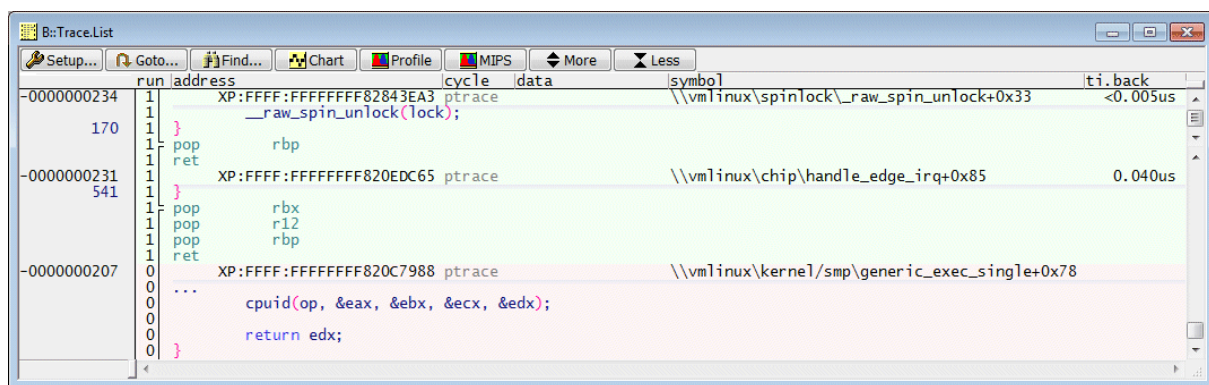 B::Trace.List
Setup... Goto... Find... Chart Profile MIPS More Less
run address cycle data symbol ti.back
-0000000234 1 XP:FFFF:FFFFFFFF82843EA3 ptrace \\vmlinux\spinlock\_raw_spin_unlock+0x33 <0.005us
1 __raw_spin_unlock(lock);
170 1 }
1 pop rbp
1 ret
-0000000231 1 XP:FFFF:FFFFFFFF820EDC65 ptrace \\vmlinux\chip\handle_edge_irq+0x85 0.040us
541 1 }
1 pop rbx
1 pop r12
1 pop rbp
1 ret
-0000000207 0 XP:FFFF:FFFFFFFF820C7988 ptrace \\vmlinux\kernel/smp\generic_exec_single+0x78
0 ...
0 cpuid(op, &eax, &ebx, &ecx, &edx);
0
0 return edx;
0 }